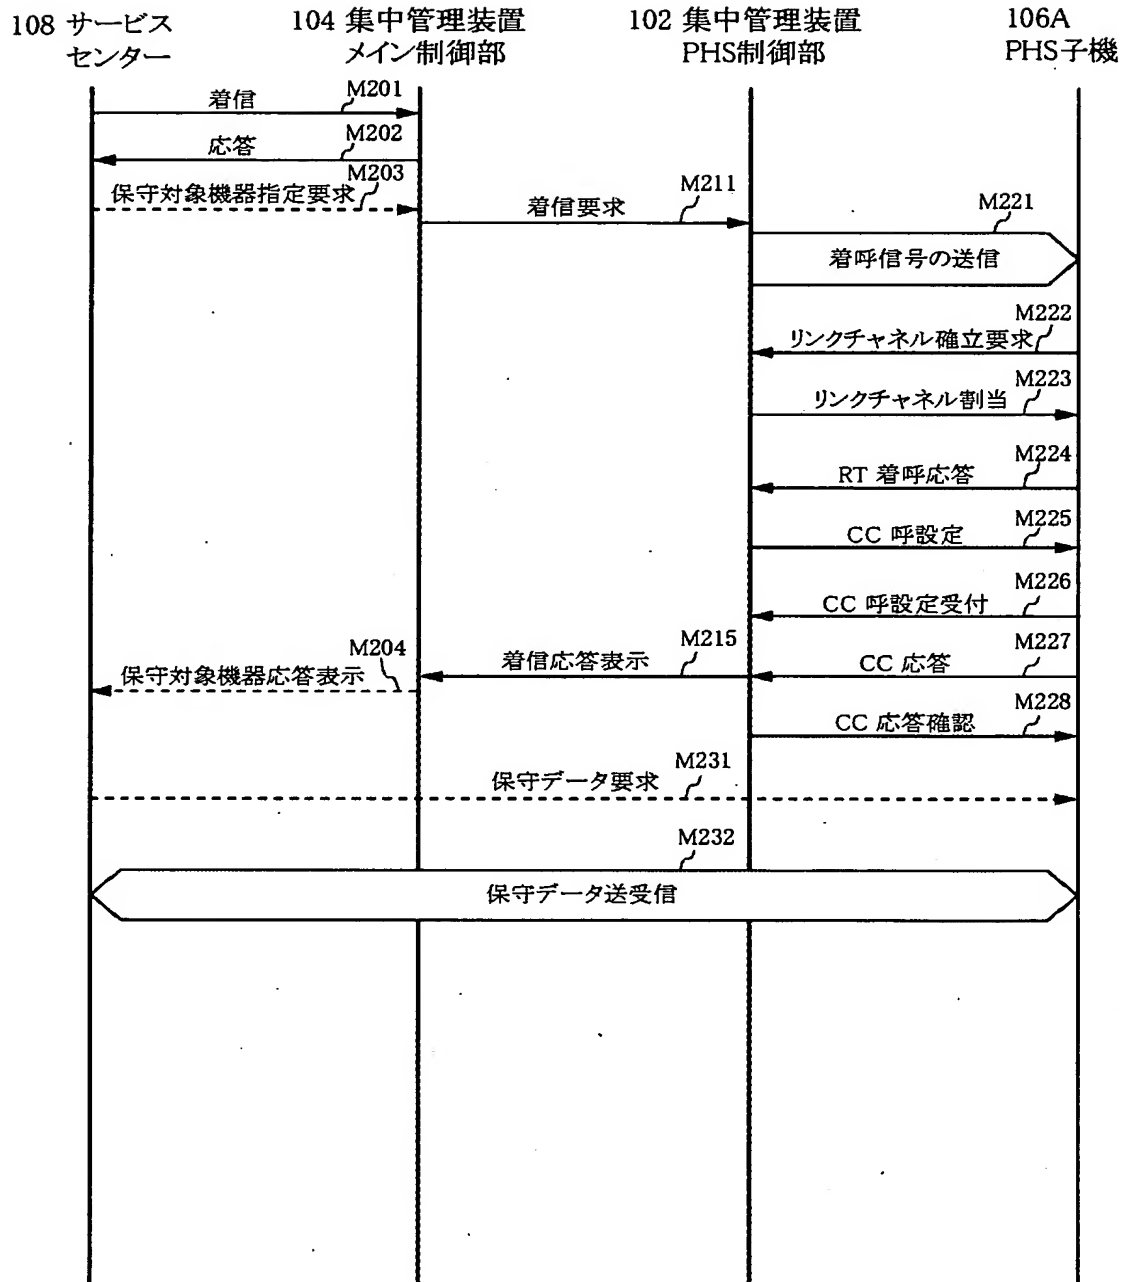 108 サービス
センター
104 集中管理装置
メイン制御部
102 集中管理装置
PHS制御部
106A
PHS子機
着信
M201
応答
M202
保守対象機器指定要求
M203
着信要求
M211
M221
着呼信号の送信
M222
リンクチャネル確立要求
M223
リンクチャネル割当
M224
RT 着呼応答
M225
CC 呼設定
M226
CC 呼設定受付
M204
保守対象機器応答表示
M215
着信応答表示
M227
CC 応答
M228
CC 応答確認
M231
保守データ要求
M232
保守データ送受信